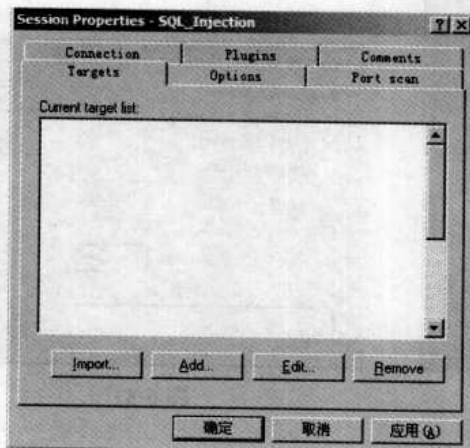 Session Properties - SQL_Injection
Connection Plugins Comments
Targets Options Port scan
Current target list:
Import... Add... Edit... Remove
确定 取消 应用(A)